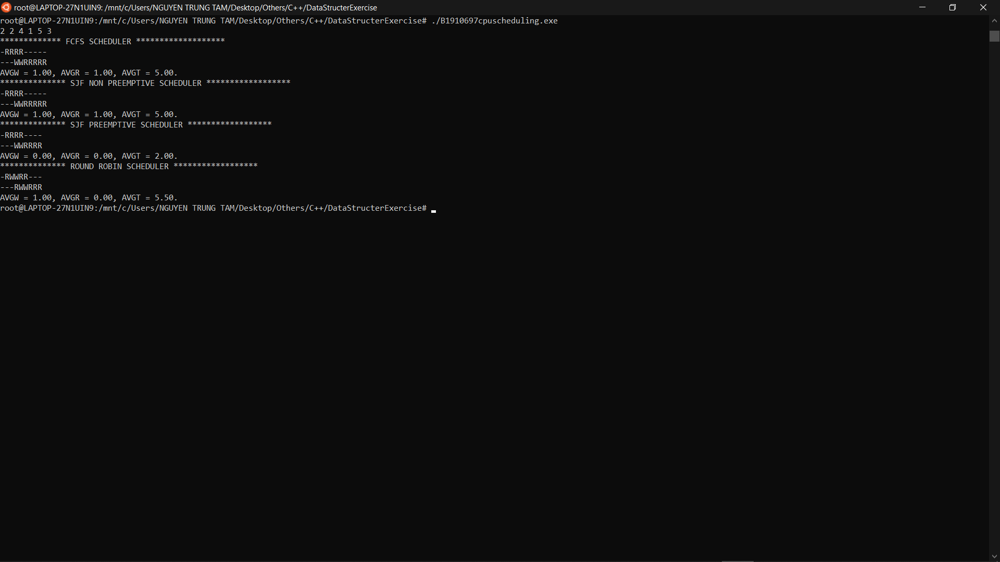 root@LAPTOP-27N1UIN9: /mnt/c/Users/NGUYEN TRUNG TAM/Desktop/Others/C++/DataStructerExercise
root@LAPTOP-27N1UIN9:/mnt/c/Users/NGUYEN TRUNG TAM/Desktop/Others/C++/DataStructerExercise# ./B1910697cpuscheduling.exe
2 2 4 1 5 3
************* FCFS SCHEDULER *******************
-RRRR-----
---WWRRRRR
AVGW = 1.00, AVGR = 1.00, AVGT = 5.00.
************** SJF NON PREEMPTIVE SCHEDULER ******************
-RRRR-----
---WWRRRRR
AVGW = 1.00, AVGR = 1.00, AVGT = 5.00.
************** SJF PREEMPTIVE SCHEDULER ******************
-RRRR----
---WWRRRR
AVGW = 0.00, AVGR = 0.00, AVGT = 2.00.
************** ROUND ROBIN SCHEDULER ******************
-RWWRR---
---RWWRRR
AVGW = 1.00, AVGR = 0.00, AVGT = 5.50.
root@LAPTOP-27N1UIN9:/mnt/c/Users/NGUYEN TRUNG TAM/Desktop/Others/C++/DataStructerExercise#